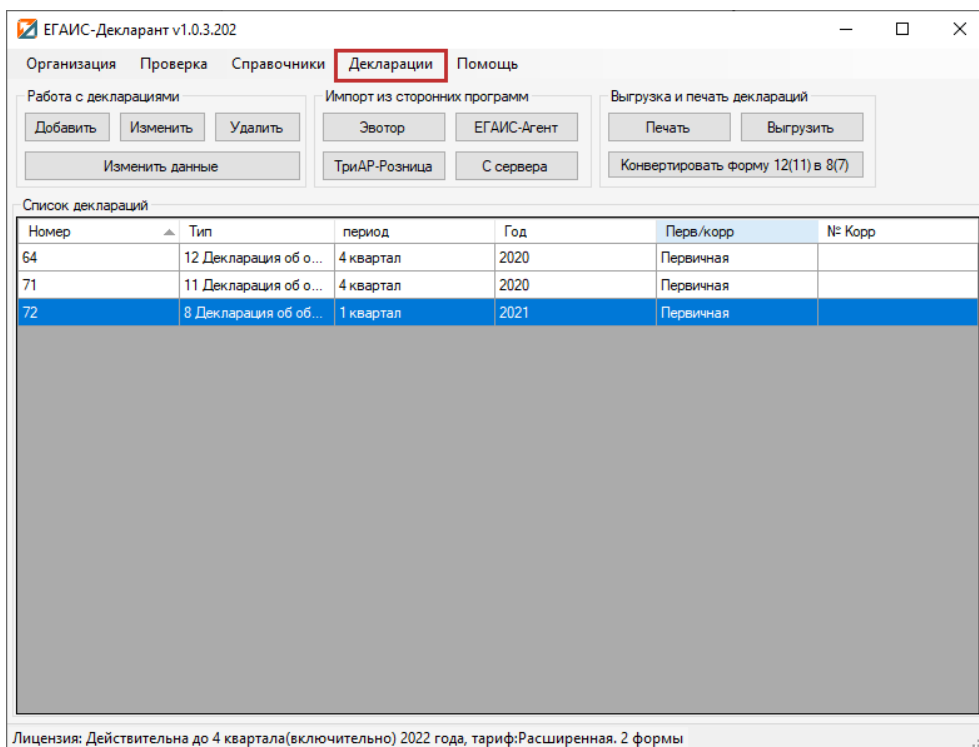 ЕГАИС-Декларант v1.0.3.202
Организация Проверка Справочники Декларации Помощь
Работа с декларациями Импорт из сторонних программ Выгрузка и печать деклараций
Добавить Изменить Удалить Эвотор ЕГАИС-Агент Печать Выгрузить
Изменить данные ТриАР-Розница С сервера Конвертировать форму 12(11) в 8(7)
Список деклараций
Номер Тип период Год Перв/корр № Корр
64 12 Декларация об о... 4 квартал 2020 Первичная
71 11 Декларация об о... 4 квартал 2020 Первичная
72 8 Декларация об об... 1 квартал 2021 Первичная
Лицензия: Действительна до 4 квартала(включительно) 2022 года, тариф:Расширенная. 2 формы